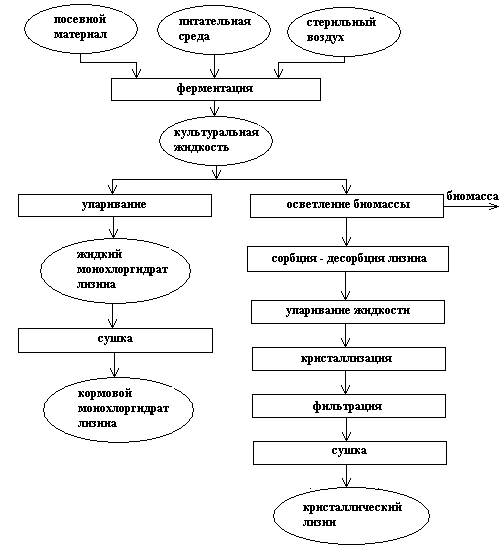 посевной
материал
питательная
среда
стерильный
воздух
ферментация
культуральная
жидкость
упаривание
осветление биомассы
биомасса
жидкий
монохлоргидрат
лизина
сорбция - десорбция лизина
упаривание жидкости
сушка
кристаллизация
кормовой
монохлоргидрат
лизина
фильтрация
сушка
кристаллический
лизин